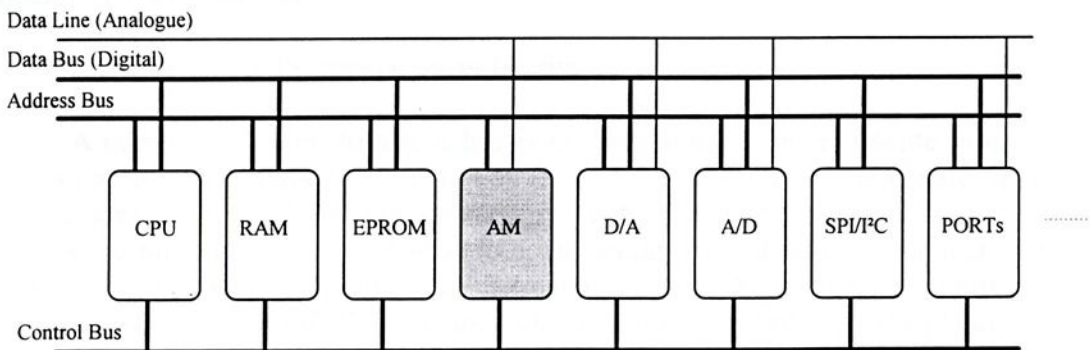 Data Line (Analogue)
Data Bus (Digital)
Address Bus
CPU RAM EPROM AM D/A A/D SPI/I²C PORTs
Control Bus